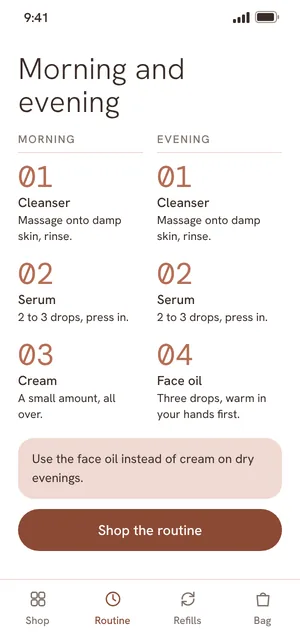 9:41
Morning and
evening
MORNING
01
Cleanser
Massage onto damp
skin, rinse.
02
Serum
2 to 3 drops, press in.
03
Cream
A small amount, all
over.
EVENING
01
Cleanser
Massage onto damp
skin, rinse.
02
Serum
2 to 3 drops, press in.
04
Face oil
Three drops, warm in
your hands first.
Use the face oil instead of cream on dry
evenings.
Shop the routine
Shop
Routine
Refills
Bag